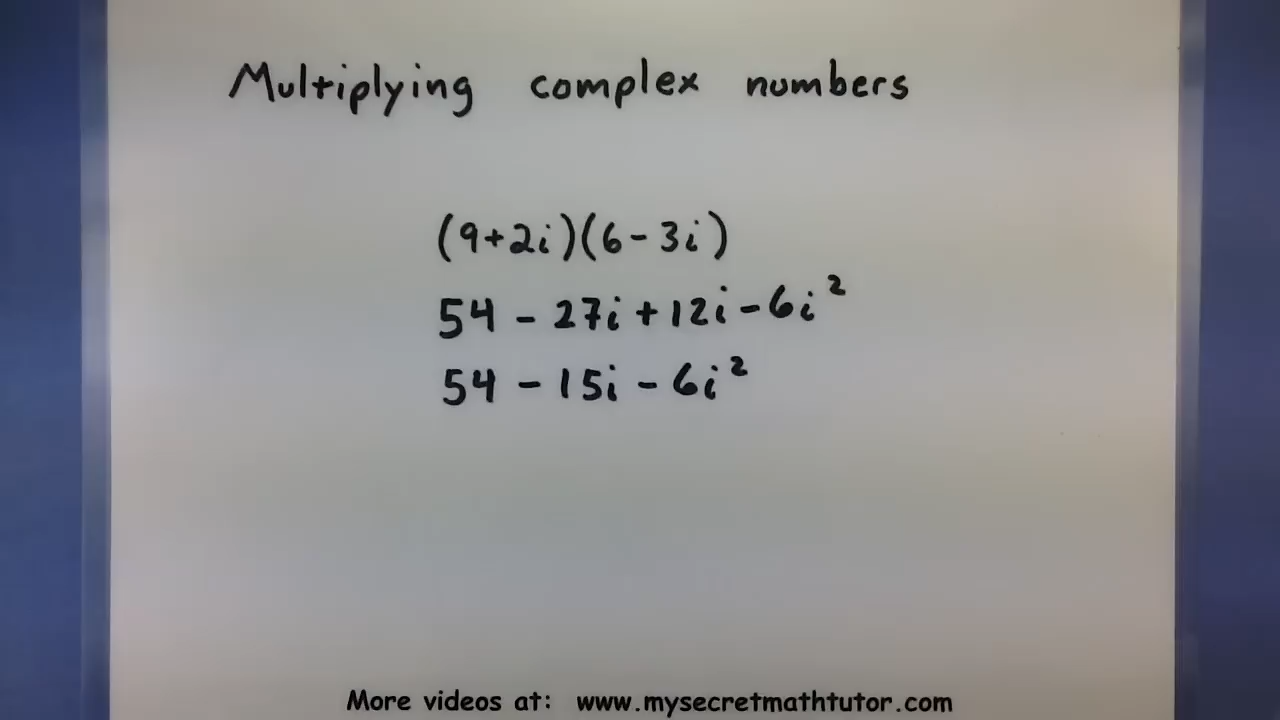 Multiplying complex numbers
(9+2i)(6-3i)
54 - 27i + 12i - 6i²
54 - 15i - 6i²
More videos at: www.mysecretmathtutor.com